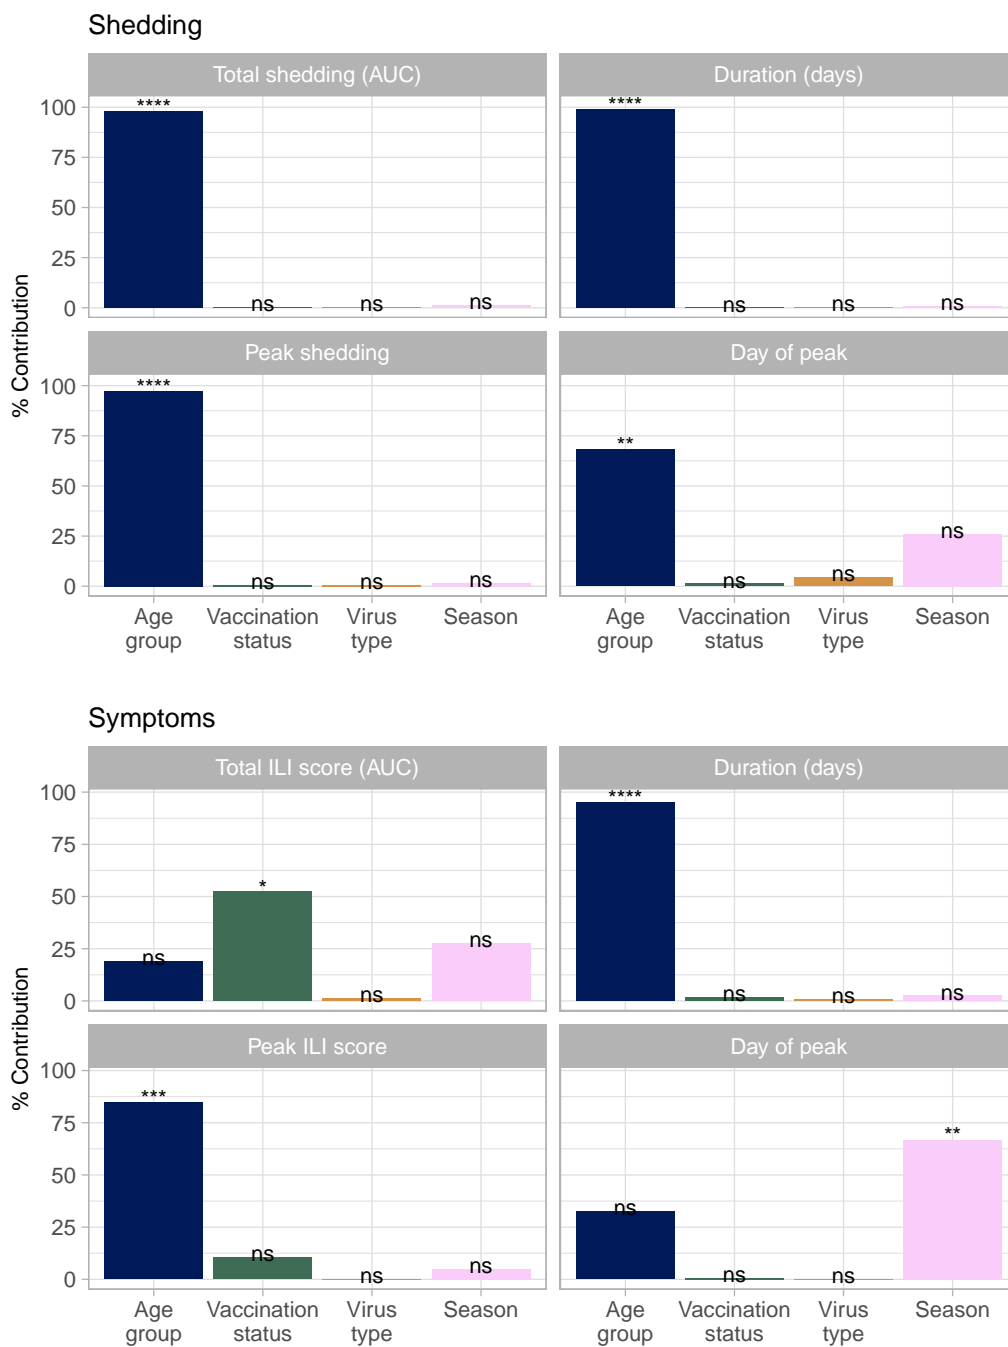 Shedding
Total shedding (AUC)
Duration (days)
100
75
50
25
0
****
ns
ns
ns
****
ns
ns
ns
% Contribution
Peak shedding
Day of peak
100
75
50
25
0
****
ns
ns
ns
**
ns
ns
ns
Age
group
Vaccination
status
Virus
type
Season
Age
group
Vaccination
status
Virus
type
Season
Symptoms
Total ILI score (AUC)
Duration (days)
100
75
50
25
0
ns
*
ns
ns
****
ns
ns
ns
% Contribution
Peak ILI score
Day of peak
100
75
50
25
0
***
ns
ns
ns
ns
ns
ns
**
Age
group
Vaccination
status
Virus
type
Season
Age
group
Vaccination
status
Virus
type
Season